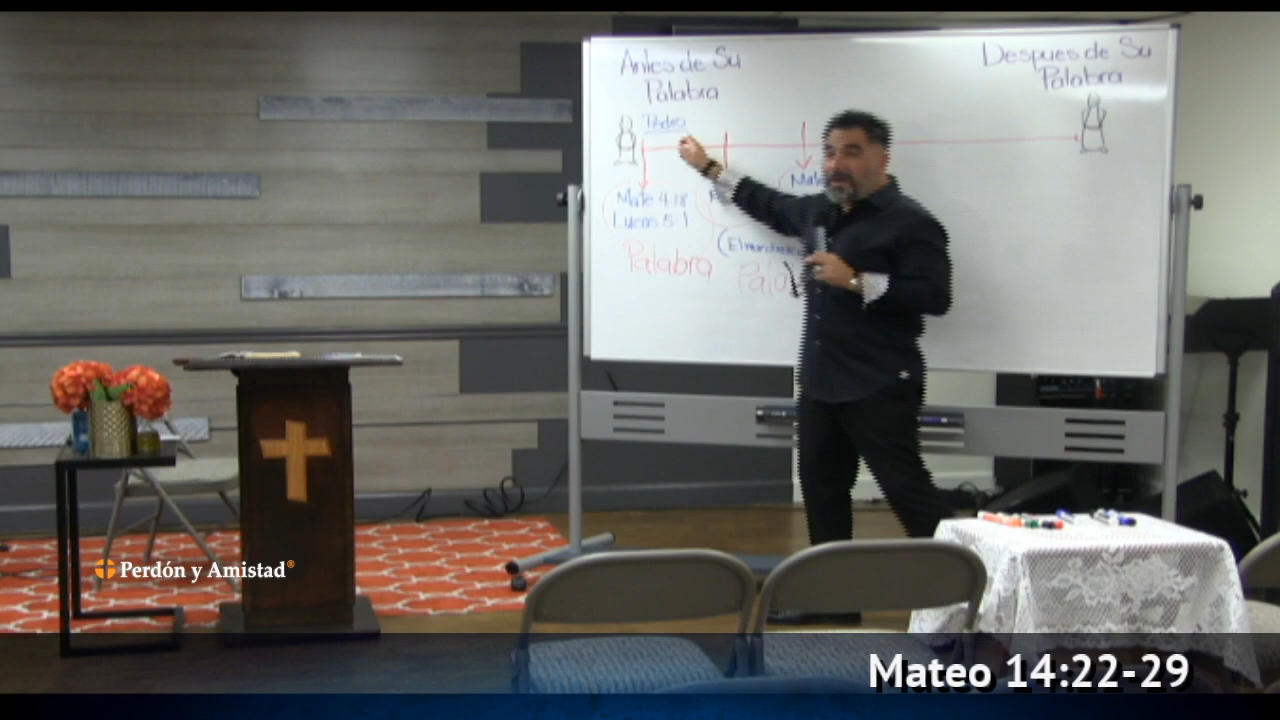 Antes de Su
Palabra
Despues de Su
Palabra
Pedro
Mate 4:18
Lucas 5:1
Palabra
Perdón y Amistad®
Mateo 14:22-29